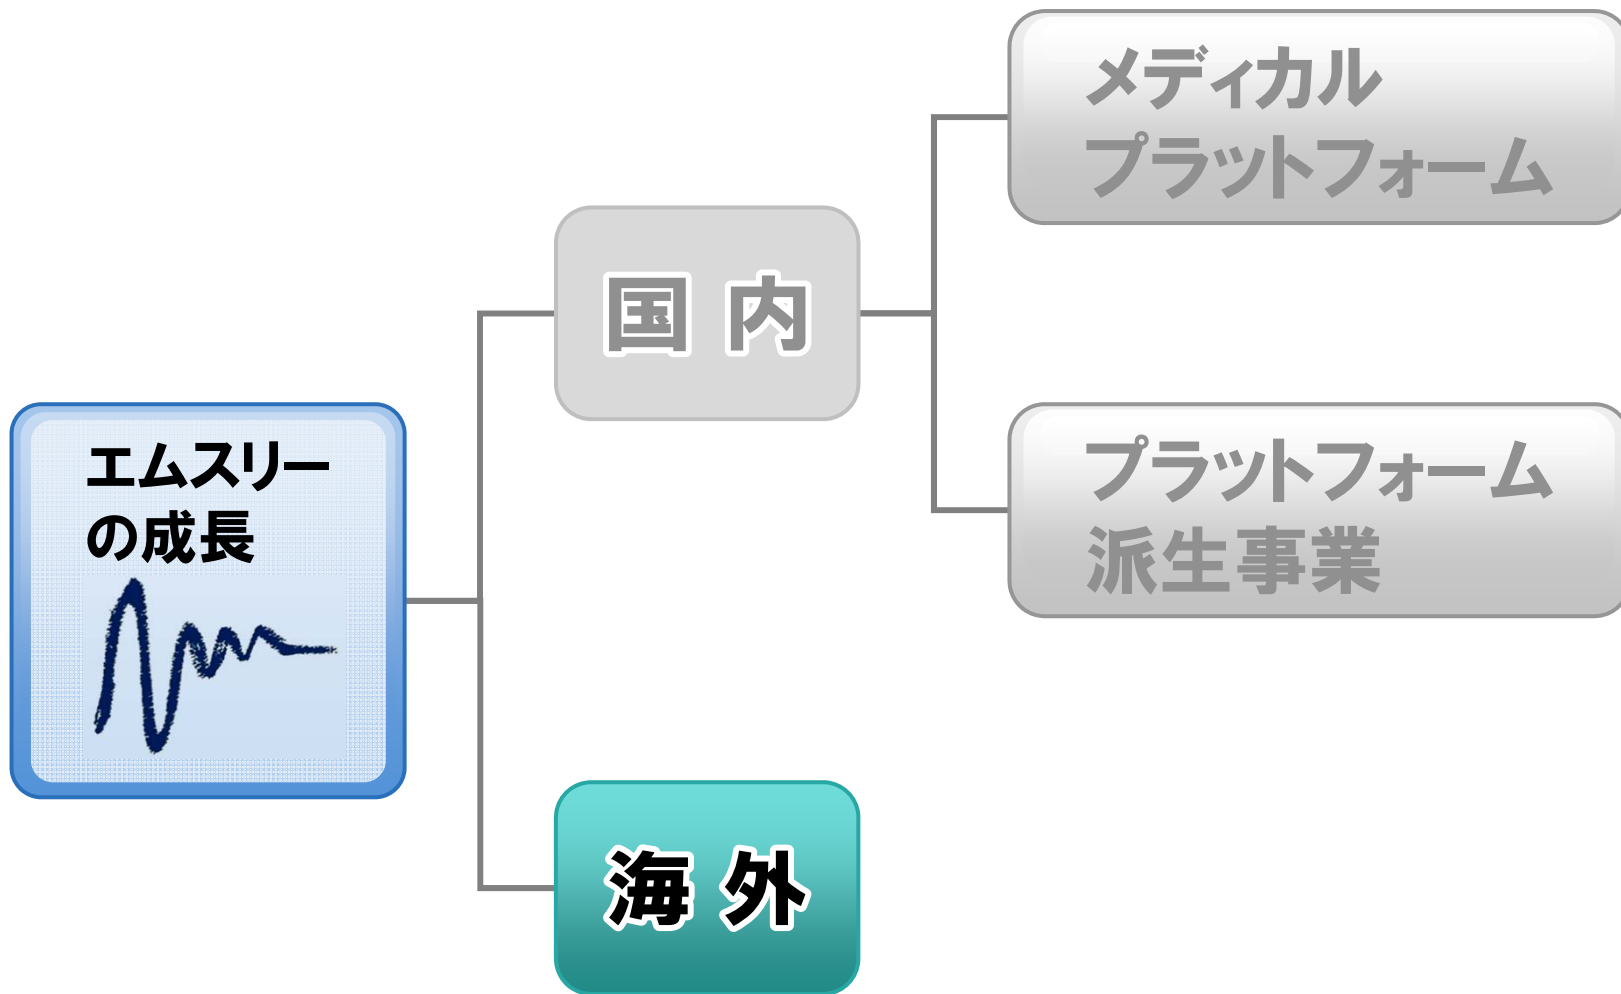 メディカル
プラットフォーム
国内
プラットフォーム
派生事業
エムスリー
の成長
海外